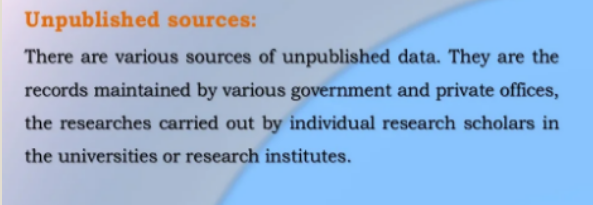 Unpublished sources:
There are various sources of unpublished data. They are the
records maintained by various government and private offices,
the researches carried out by individual research scholars in
the universities or research institutes.